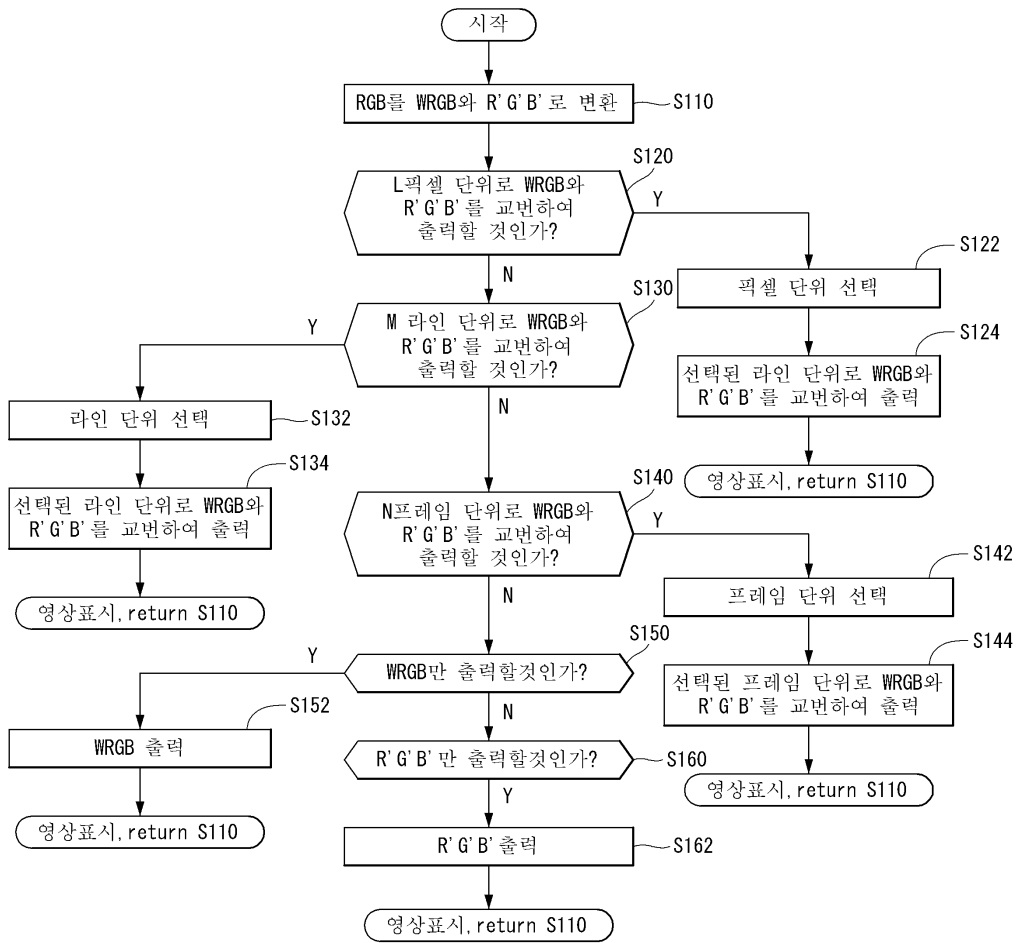 시작
RGB를 WRGB와 R'G'B'로 변환
S110
S120
L픽셀 단위로 WRGB와
R'G'B'를 교번하여
출력할 것인가?
Y
N
S122
픽셀 단위 선택
S124
선택된 라인 단위로 WRGB와
R'G'B'를 교번하여 출력
영상표시, return S110
S130
M 라인 단위로 WRGB와
R'G'B'를 교번하여
출력할 것인가?
Y
N
라인 단위 선택
S132
S134
선택된 라인 단위로 WRGB와
R'G'B'를 교번하여 출력
영상표시, return S110
S140
N프레임 단위로 WRGB와
R'G'B'를 교번하여
출력할 것인가?
Y
N
S142
프레임 단위 선택
S144
선택된 프레임 단위로 WRGB와
R'G'B'를 교번하여 출력
영상표시, return S110
S150
WRGB만 출력할것인가?
Y
N
S152
WRGB 출력
영상표시, return S110
R'G'B'만 출력할것인가?
S160
Y
R'G'B'출력
S162
영상표시, return S110